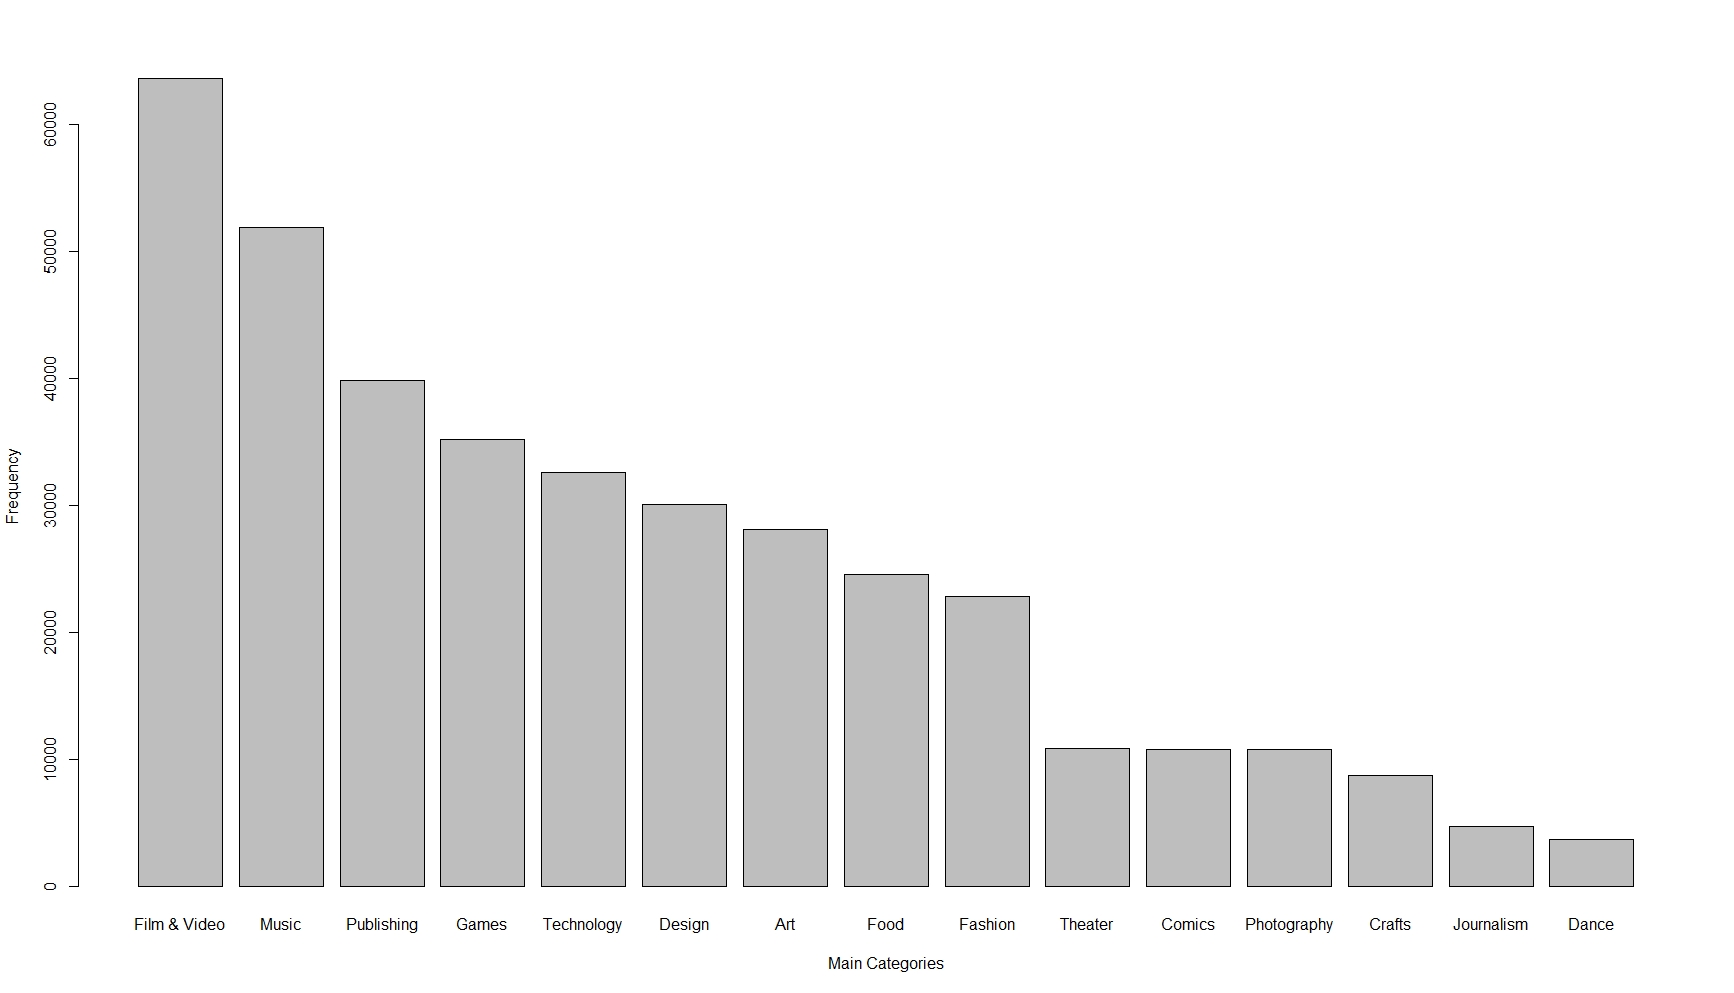 60000
50000
40000
30000
20000
10000
0
Frequency
Film & Video Music Publishing Games Technology Design Art Food Fashion Theater Comics Photography Crafts Journalism Dance
Main Categories